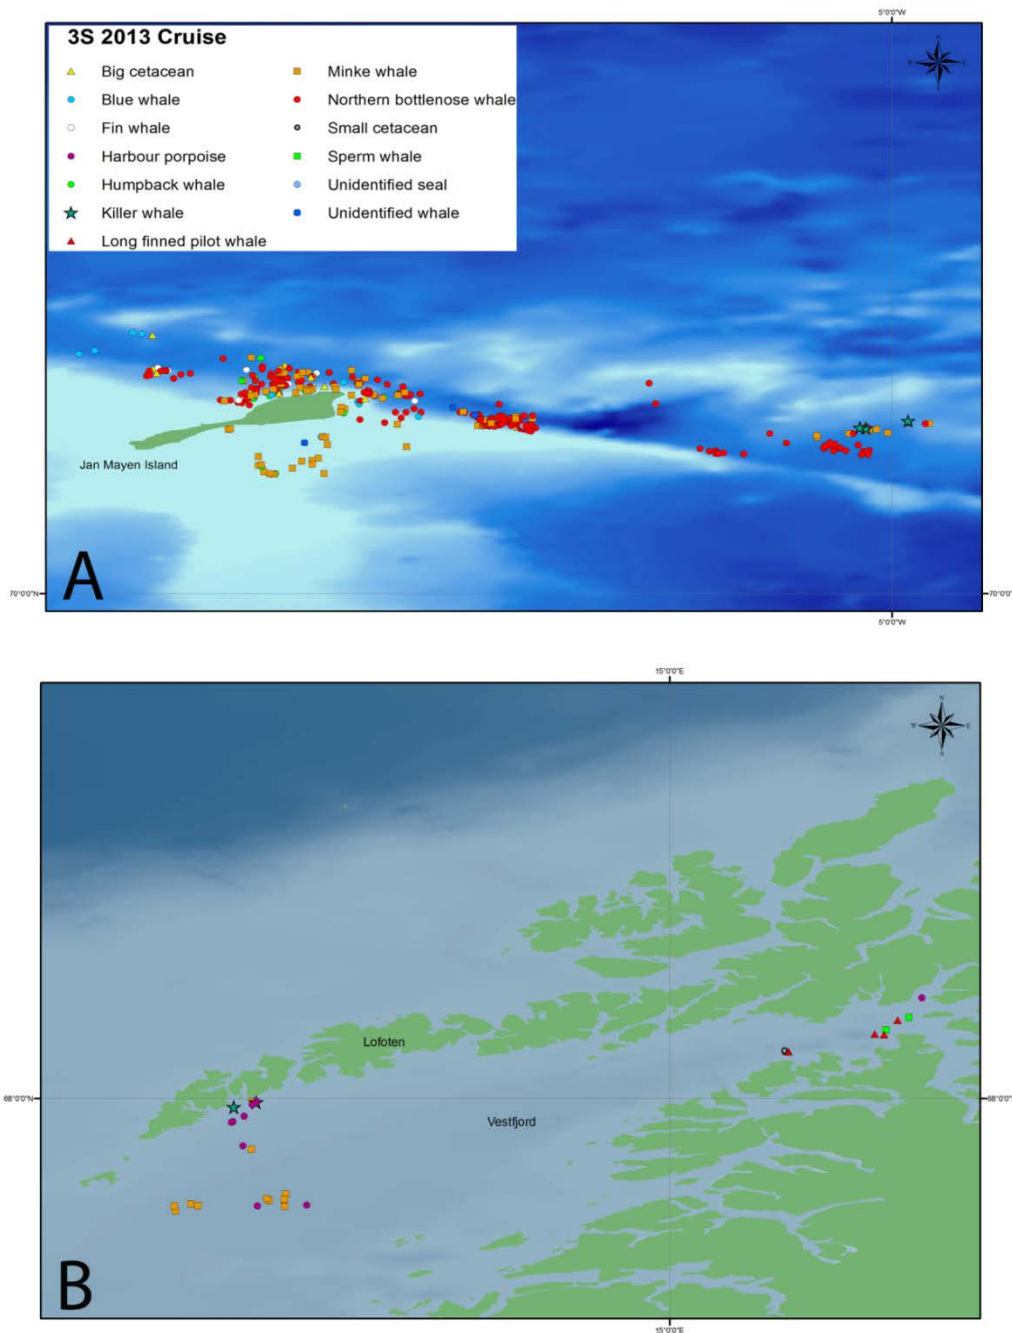 5°0'0"W
3S 2013 Cruise
Big cetacean
Minke whale
Blue whale
Northern bottlenose whale
Fin whale
Small cetacean
Harbour porpoise
Sperm whale
Humpback whale
Unidentified seal
Killer whale
Unidentified whale
Long finned pilot whale
Jan Mayen Island
A
70°0'0"N
70°0'0"
5°0'0"W
15°0'0"E
N
S
Lofoten
68°0'0"N
68°0'0"
Vestfjord
B
15°0'0"E